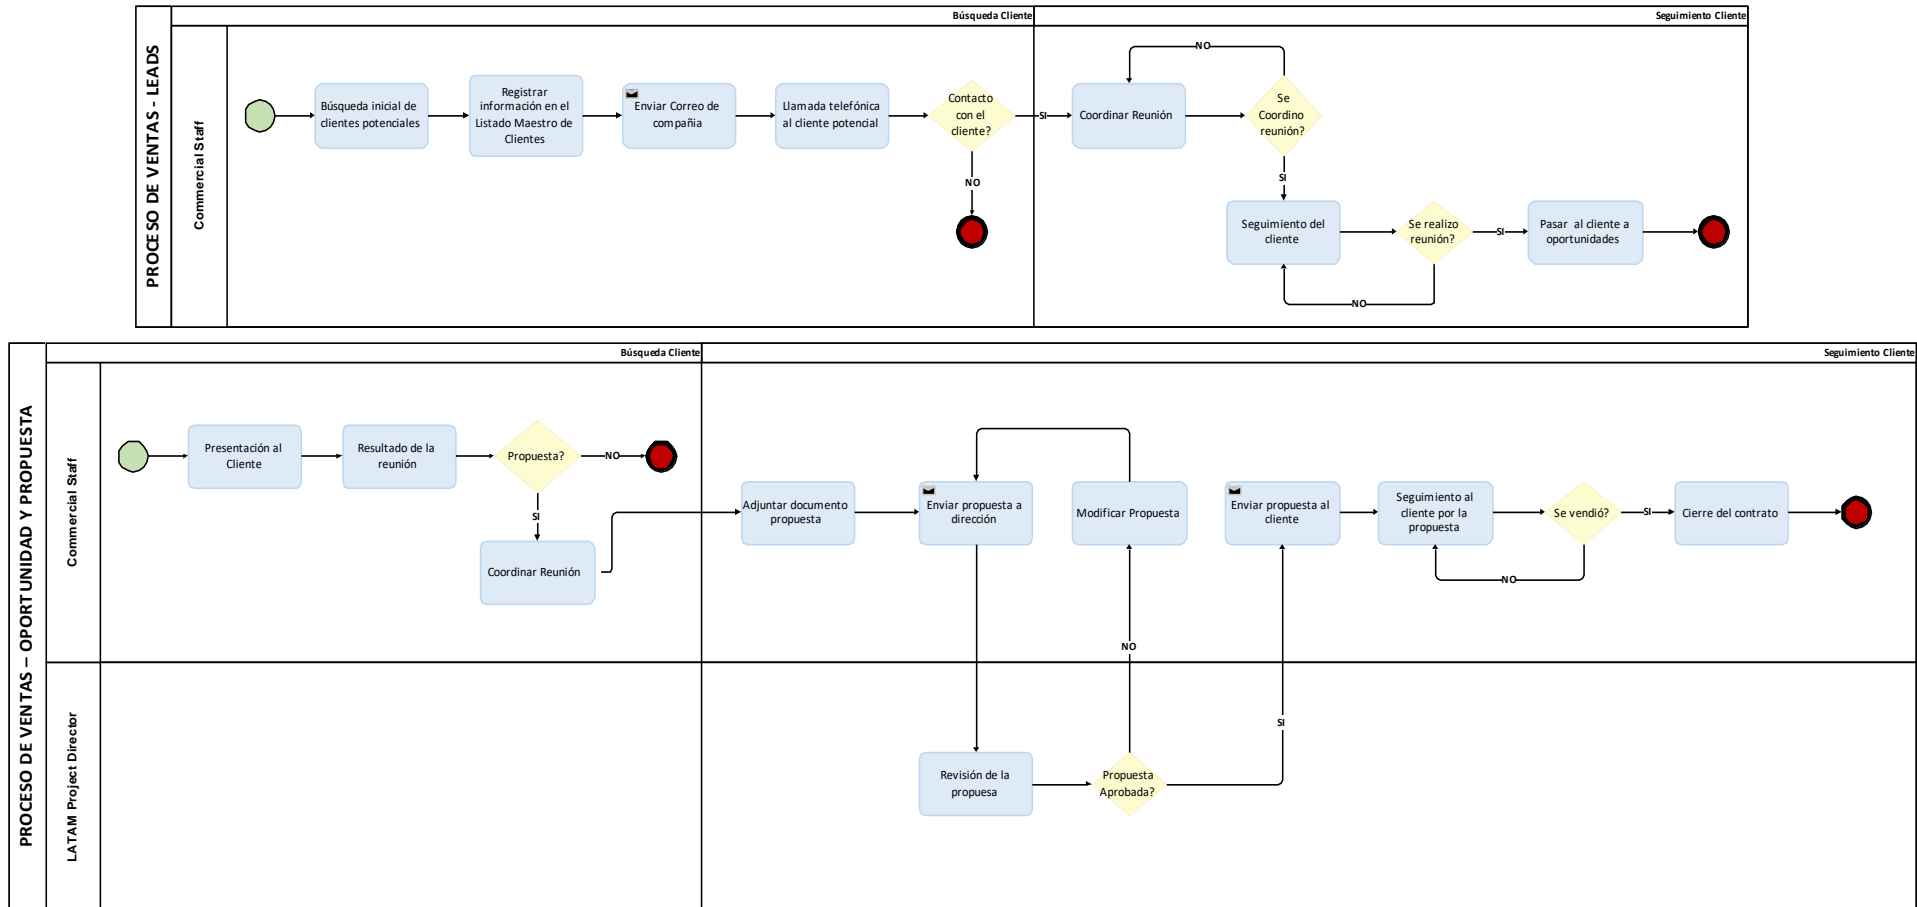 PROCESO DE VENTAS - LEADS
Commercial Staff
Búsqueda Cliente
Seguimiento Cliente
Búsqueda inicial de
clientes potenciales
Registrar
información en el
Listado Maestro de
Clientes
Enviar Correo de
compañia
Llamada telefónica
al cliente potencial
Contacto
con el
cliente?
SI
NO
Coordinar Reunión
NO
Se
Coordino
reunión?
SI
Seguimiento del
cliente
Se realizo
reunión?
SI
NO
Pasar al cliente a
oportunidades
PROCESO DE VENTAS – OPORTUNIDAD Y PROPUESTA
Commercial Staff
LATAM Project Director
Búsqueda Cliente
Seguimiento Cliente
Presentación al
Cliente
Resultado de la
reunión
Propuesta?
NO
SI
Coordinar Reunión
Adjuntar documento
propuesta
Enviar propuesta a
dirección
Modificar Propuesta
NO
Enviar propuesta al
cliente
SI
Seguimiento al
cliente por la
propuesta
Se vendió?
SI
NO
Cierre del contrato
Revisión de la
propuesa
Propuesta
Aprobada?